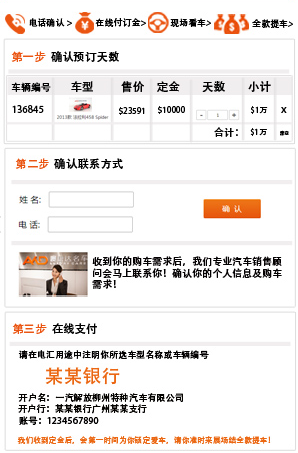 电话确认 > 在线付订金> 现场看车> 全款提车>
第一步 确认预订天数
车辆编号 车型 售价 定金 天数 小计
136845 $23591 $10000 - 1 + $1万 X
2013款 法拉利458 Spider
合计： $1万
第二步 确认联系方式
姓名:
确 认
电话:
收到你的购车需求后，我们专业汽车销售顾
问会马上联系你！确认你的个人信息及购车
需求！
第三步 在线支付
请在电汇用途中注明你所选车型名称或车辆编号
某某银行
开户名：一汽解放柳州特种汽车有限公司
开户行：某某银行广州某某支行
账号：1234567890
我们收到定金后，会第一时间为你锁定爱车，请你准时来展场结全款提车！